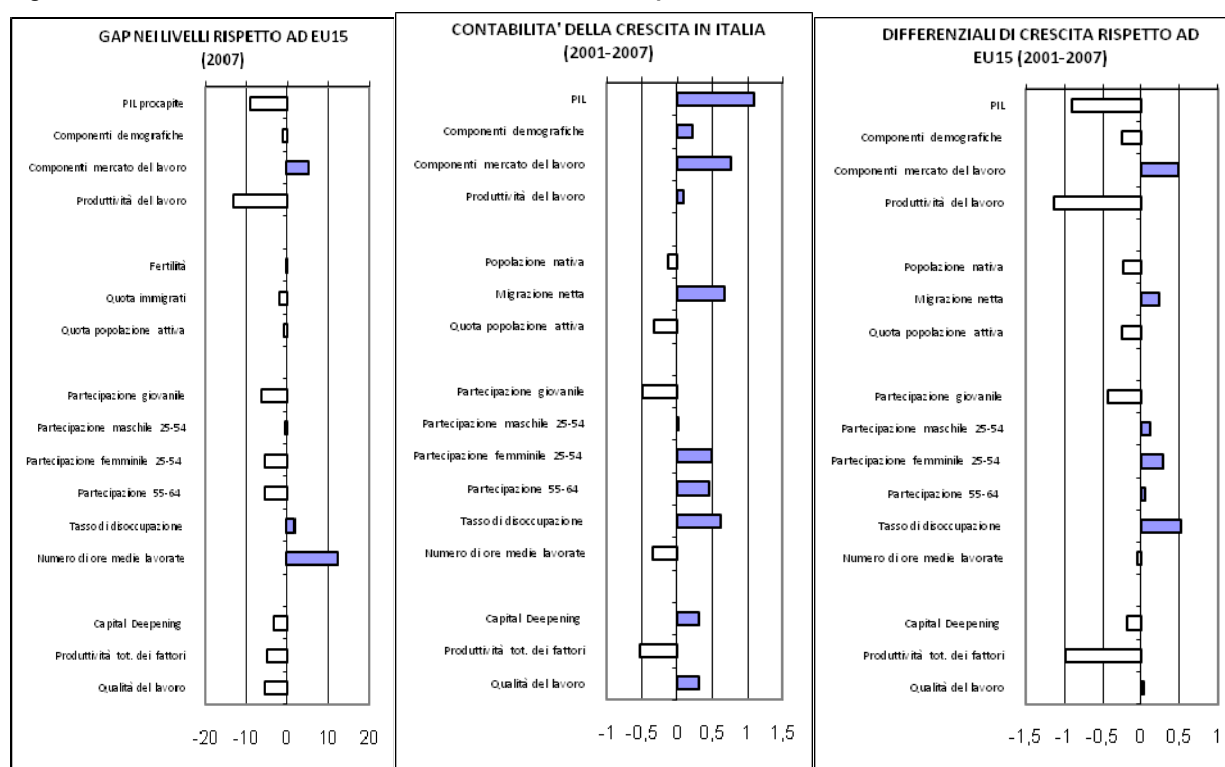 GAP NEI LIVELLI RISPETTO AD EU15
(2007)
-20 -10 0 10 20
PIL procapite
Componenti demografiche
Componenti mercato del lavoro
Produttività del lavoro
Fertilità
Quota immigrati
Quota popolazione attiva
Partecipazione giovanile
Partecipazione maschile 25-54
Partecipazione femminile 25-54
Partecipazione 55-64
Tasso di disoccupazione
Numero di ore medie lavorate
Capital Deepening
Produttività tot. dei fattori
Qualità del lavoro
CONTABILITA' DELLA CRESCITA IN ITALIA
(2001-2007)
-1 -0,5 0 0,5 1 1,5
PIL
Componenti demografiche
Componenti mercato del lavoro
Produttività del lavoro
Popolazione nativa
Migrazione netta
Quota popolazione attiva
Partecipazione giovanile
Partecipazione maschile 25-54
Partecipazione femminile 25-54
Partecipazione 55-64
Tasso di disoccupazione
Numero di ore medie lavorate
Capital Deepening
Produttività tot. dei fattori
Qualità del lavoro
DIFFERENZIALI DI CRESCITA RISPETTO AD
EU15 (2001-2007)
-1,5 -1 -0,5 0 0,5 1
PIL
Componenti demografiche
Componenti mercato del lavoro
Produttività del lavoro
Popolazione nativa
Migrazione netta
Quota popolazione attiva
Partecipazione giovanile
Partecipazione maschile 25-54
Partecipazione femminile 25-54
Partecipazione 55-64
Tasso di disoccupazione
Numero di ore medie lavorate
Capital Deepening
Produttività tot. dei fattori
Qualità del lavoro